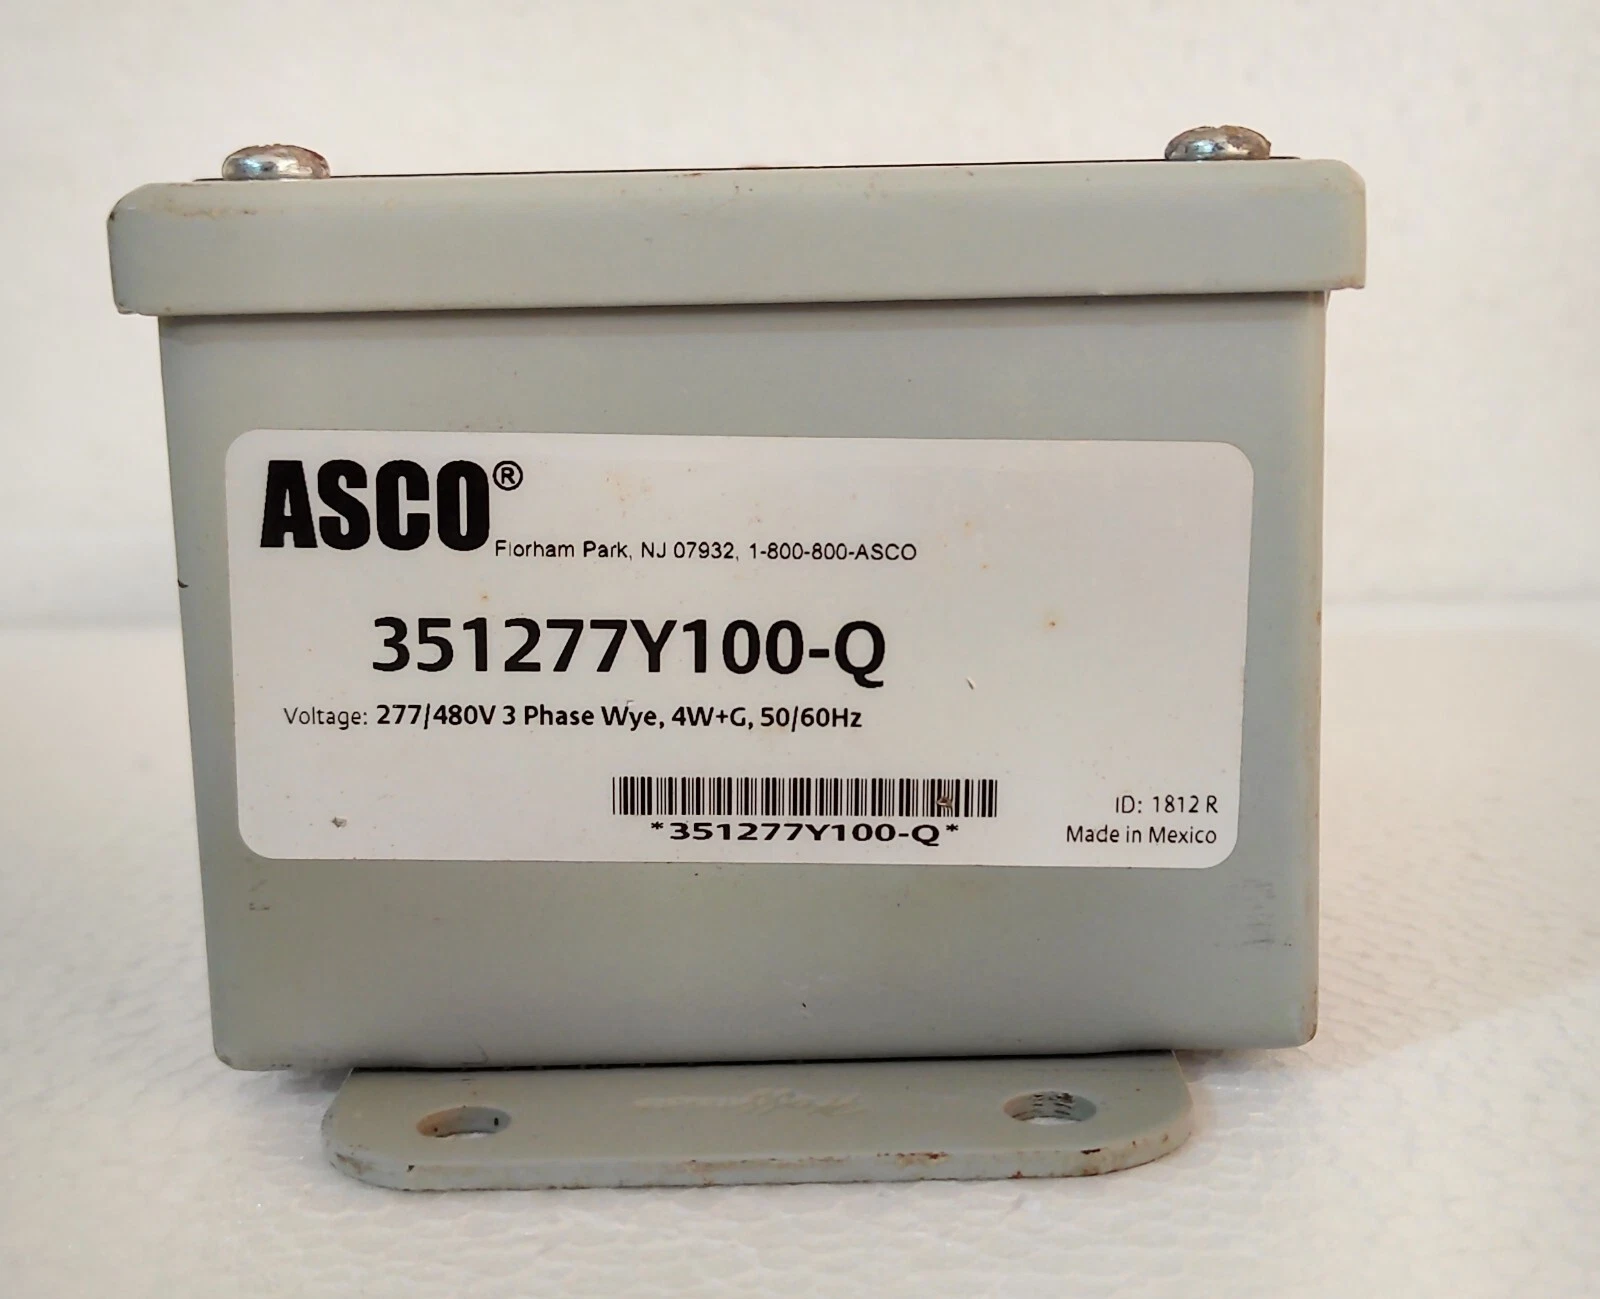 ASCO®
Florham Park, NJ 07932, 1-800-800-ASCO
351277Y100-Q
Voltage: 277/480V 3 Phase Wye, 4W+G, 50/60Hz
*351277Y100-Q*
ID: 1812 R
Made in Mexico